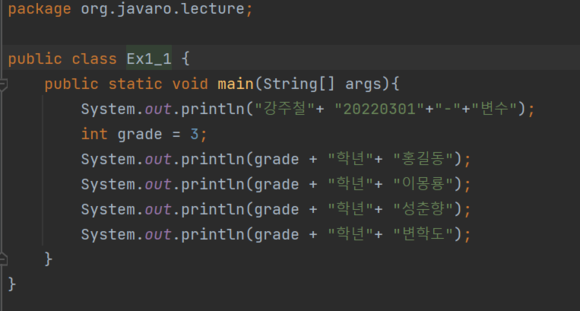 package org.javaro.lecture;
public class Ex1_1 {
public static void main(String[] args){
System.out.println("강주철"+ "20220301"+"-"+"변수");
int grade = 3;
System.out.println(grade + "학년"+ "홍길동");
System.out.println(grade + "학년"+ "이몽룡");
System.out.println(grade + "학년"+ "성춘향");
System.out.println(grade + "학년"+ "변학도");
}
}